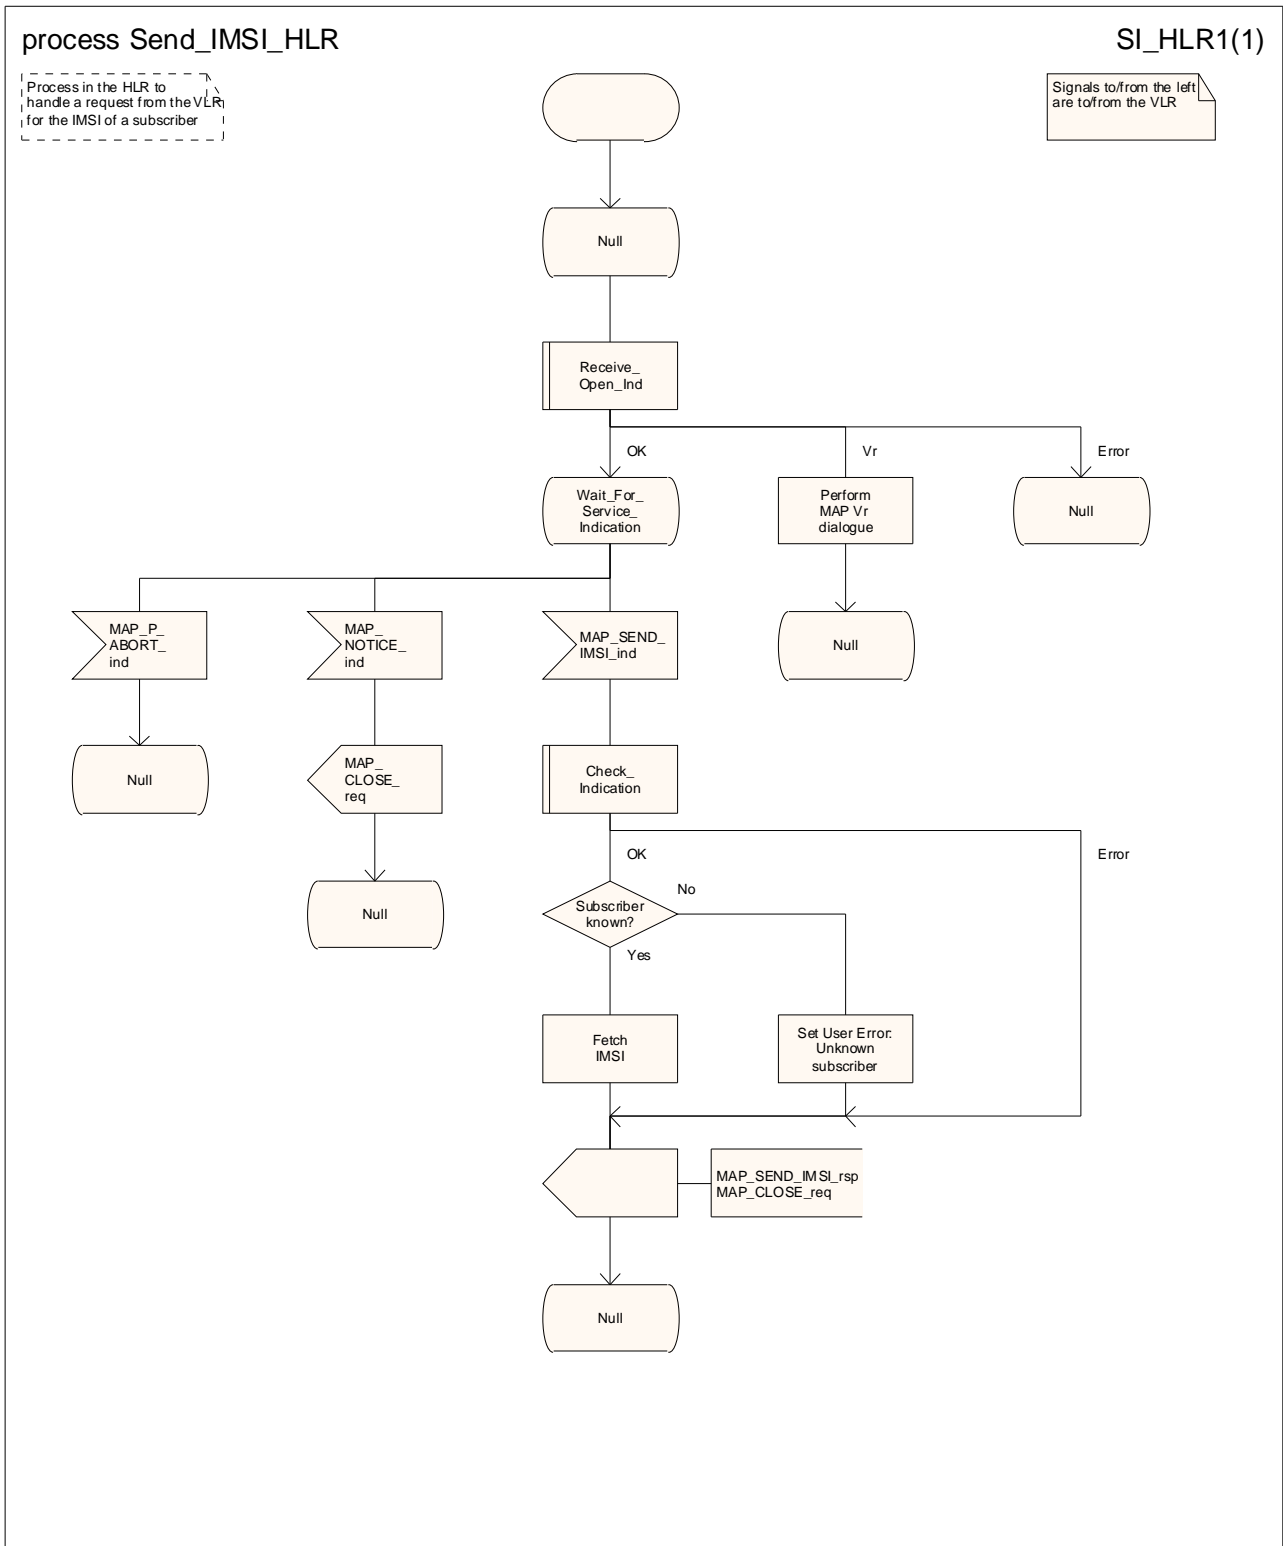 process Send_IMSI_HLR
SI_HLR1(1)
Process in the HLR to
handle a request from the VLR
for the IMSI of a subscriber
Signals to/from the left
are to/from the VLR
Null
Receive_
Open_Ind
OK
Vr
Error
Wait_For_
Service_
Indication
Perform
MAP Vr
dialogue
Null
MAP_P_
ABORT_
ind
MAP_
NOTICE_
ind
MAP_SEND_
IMSI_ind
Null
Null
MAP_
CLOSE_
req
Check_
Indication
OK
Error
Null
Subscriber
known?
No
Yes
Fetch
IMSI
Set User Error:
Unknown
subscriber
MAP_SEND_IMSI_rsp
MAP_CLOSE_req
Null